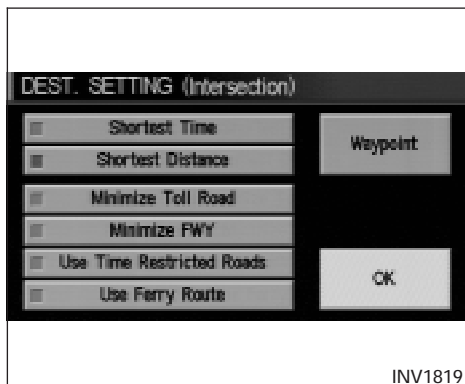 DEST. SETTING (Intersection)
Shortest Time
Shortest Distance
Minimize Toll Road
Minimize FWY
Use Time Restricted Roads
Use Ferry Route
Waypoint
OK
INV1819